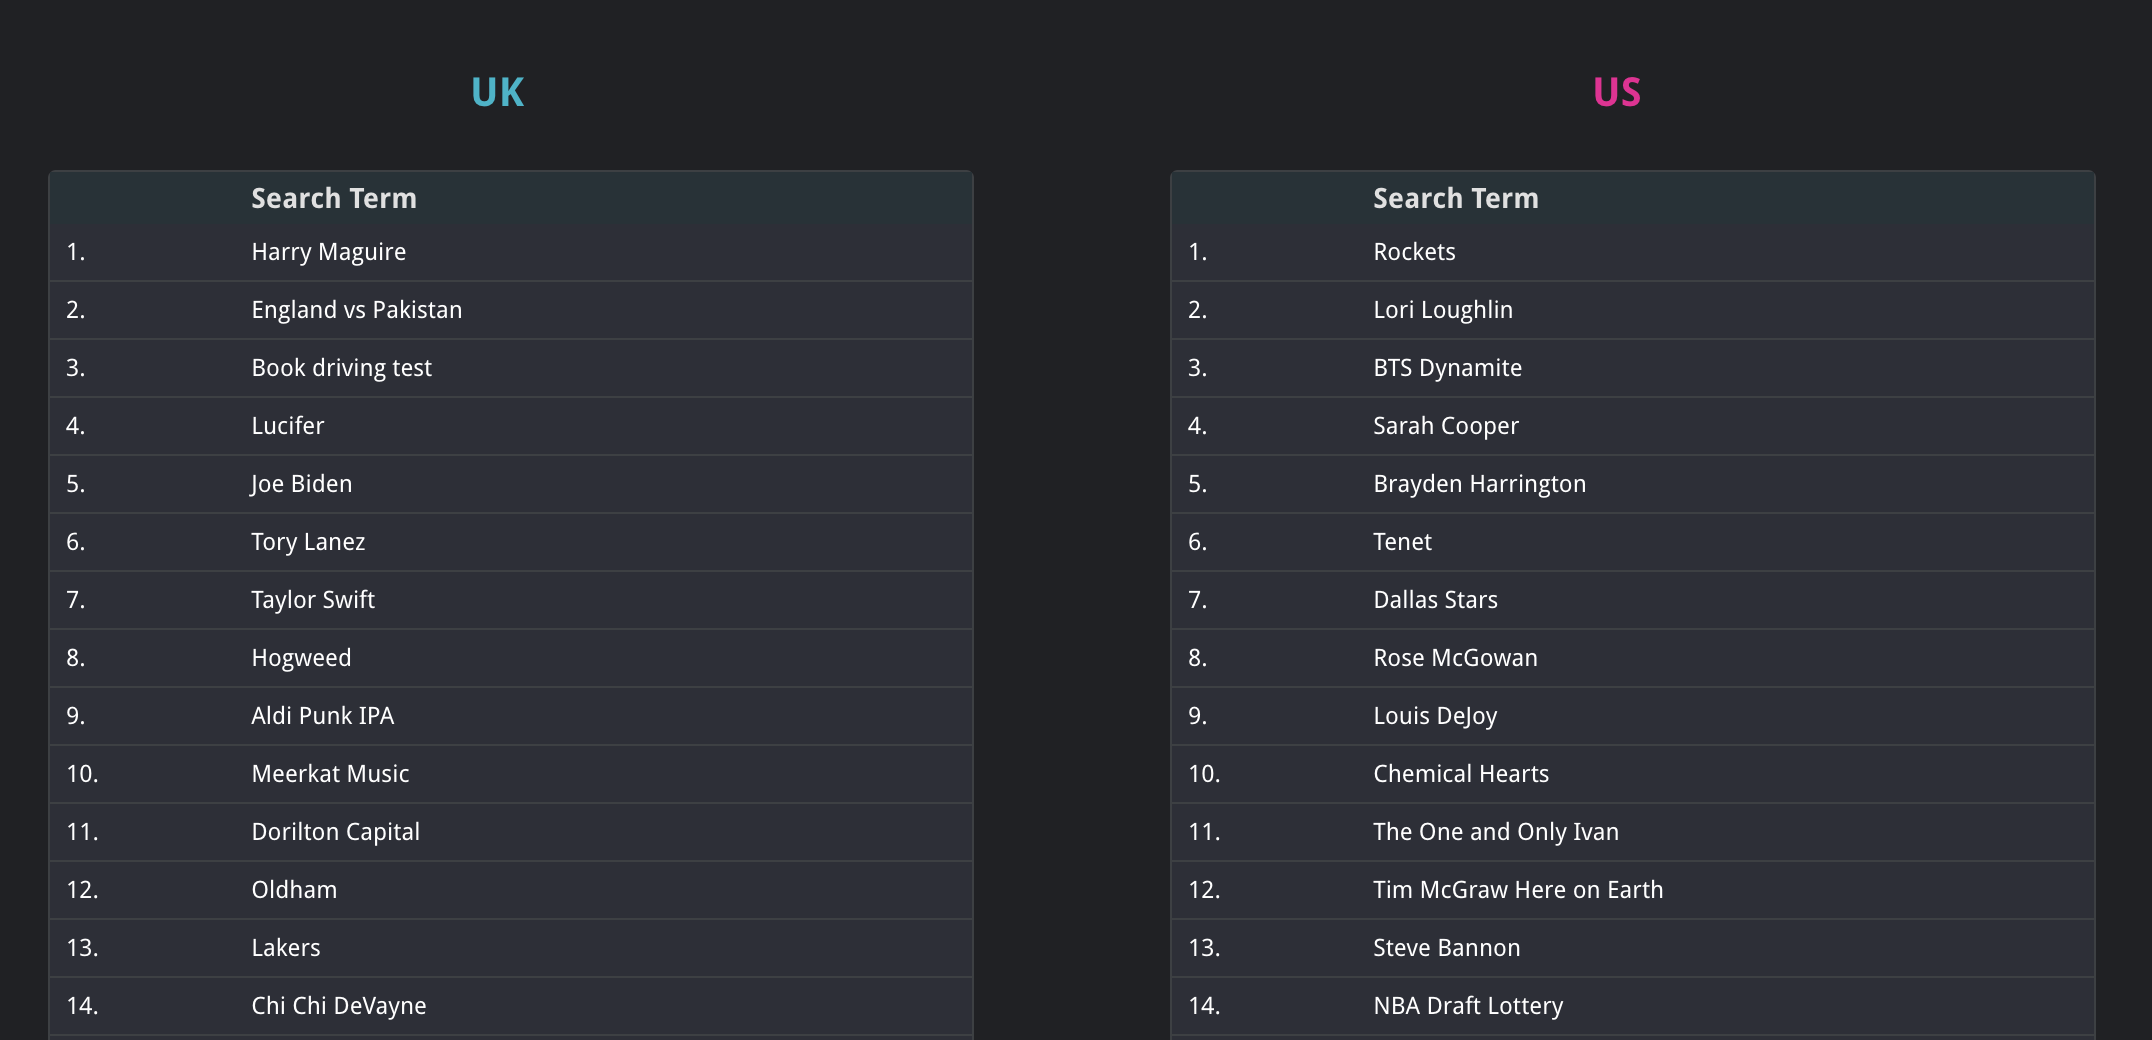 UK
Search Term
1. Harry Maguire
2. England vs Pakistan
3. Book driving test
4. Lucifer
5. Joe Biden
6. Tory Lanez
7. Taylor Swift
8. Hogweed
9. Aldi Punk IPA
10. Meerkat Music
11. Dorilton Capital
12. Oldham
13. Lakers
14. Chi Chi DeVayne
US
Search Term
1. Rockets
2. Lori Loughlin
3. BTS Dynamite
4. Sarah Cooper
5. Brayden Harrington
6. Tenet
7. Dallas Stars
8. Rose McGowan
9. Louis DeJoy
10. Chemical Hearts
11. The One and Only Ivan
12. Tim McGraw Here on Earth
13. Steve Bannon
14. NBA Draft Lottery